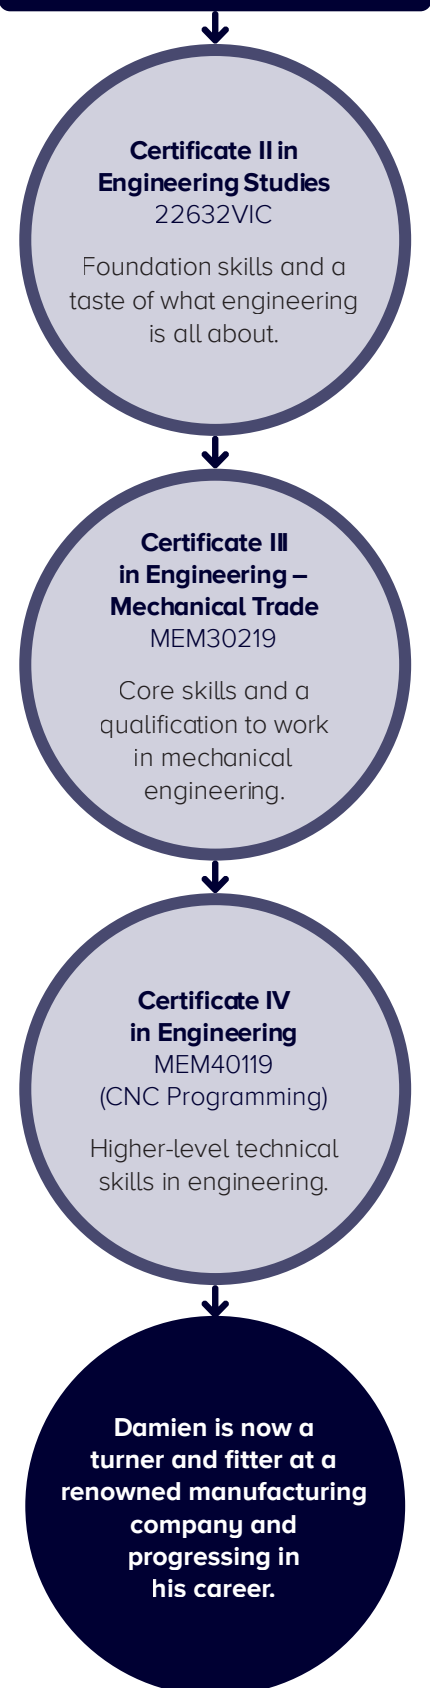 Certificate II in
Engineering Studies
22632VIC
Foundation skills and a
taste of what engineering
is all about.
Certificate III
in Engineering –
Mechanical Trade
MEM30219
Core skills and a
qualification to work
in mechanical
engineering.
Certificate IV
in Engineering
MEM40119
(CNC Programming)
Higher-level technical
skills in engineering.
Damien is now a
turner and fitter at a
renowned manufacturing
company and
progressing in
his career.